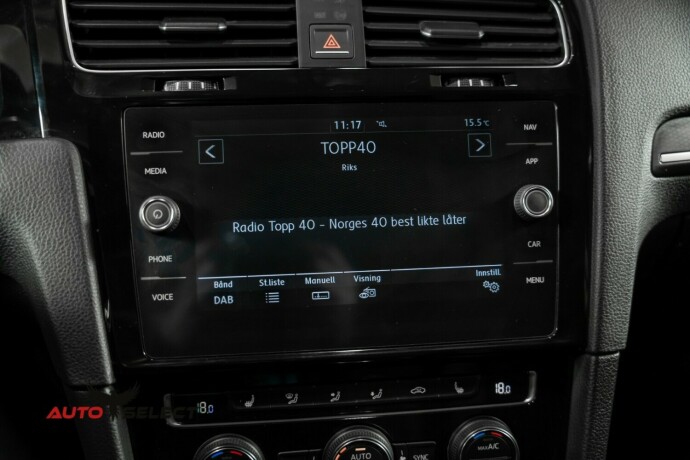 11:17 15.5°C
RADIO
NAV
TOPP40
MEDIA
APP
Riks
Radio Topp 40 - Norges 40 best likte låter
PHONE
CAR
Bånd St.liste Manuell Visning Innstill.
VOICE
DAB
MENU
18.0
18.0
AUTO SELECT
AUTO
SYNC
MAX
A/C